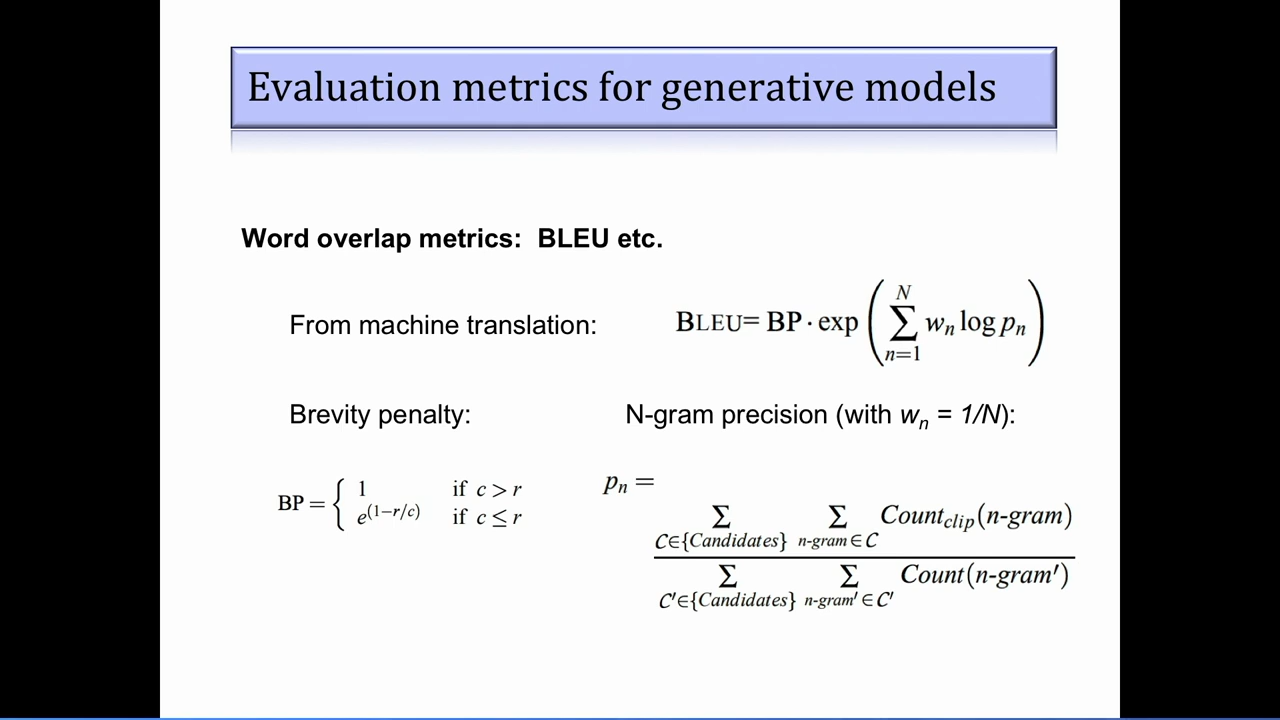 Evaluation metrics for generative models
Word overlap metrics: BLEU etc.
From machine translation: BLEU= BP · exp ( ∑_{n=1}^{N} w_n log p_n )
Brevity penalty: N-gram precision (with w_n = 1/N):
BP = { 1 if c > r
e^{(1−r/c)} if c ≤ r
p_n =
∑_{C∈{Candidates}} ∑_{n-gram∈C} Count_{clip}(n-gram)
∑_{C′∈{Candidates}} ∑_{n-gram′∈C′} Count(n-gram′)